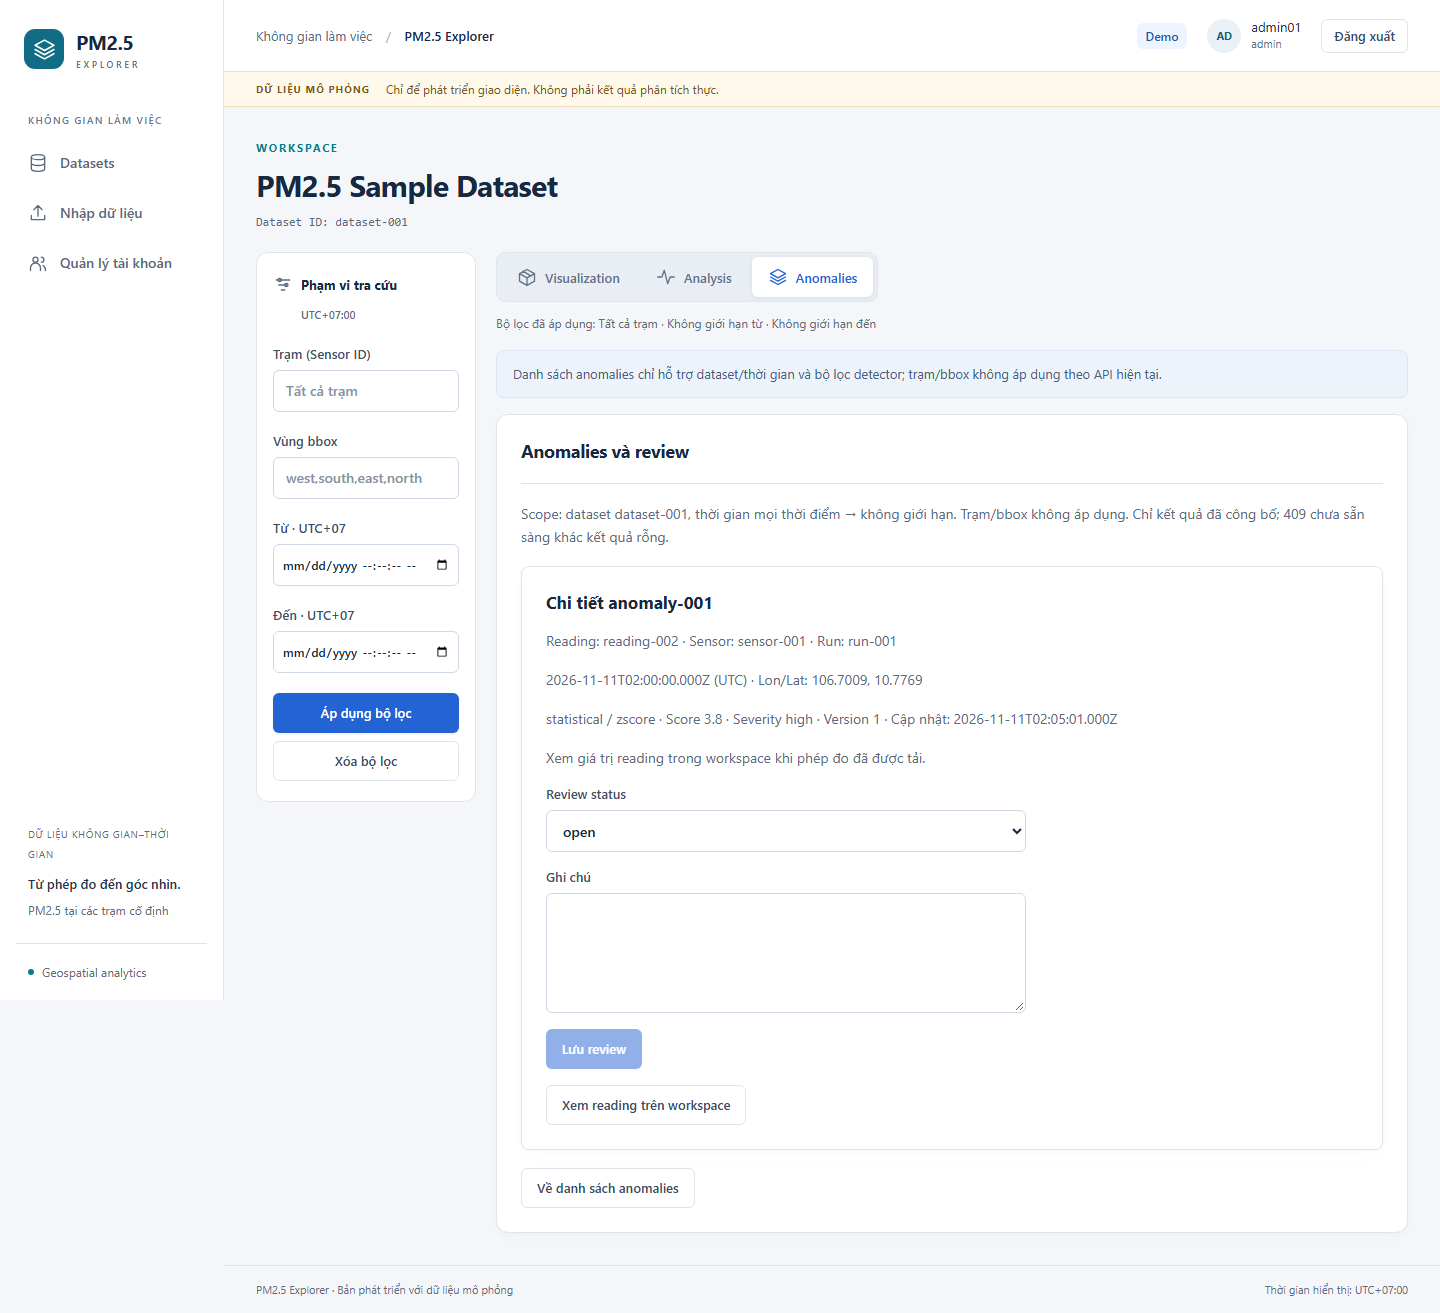 PM2.5
EXPLORER
KHÔNG GIAN LÀM VIỆC
Datasets
Nhập dữ liệu
Quản lý tài khoản
DỮ LIỆU KHÔNG GIAN–THỜI
GIAN
Từ phép đo đến góc nhìn.
PM2.5 tại các trạm cố định
Geospatial analytics
Không gian làm việc / PM2.5 Explorer
Demo
AD
admin01
admin
Đăng xuất
DỮ LIỆU MÔ PHỎNG Chỉ để phát triển giao diện. Không phải kết quả phân tích thực.
WORKSPACE
PM2.5 Sample Dataset
Dataset ID: dataset-001
Phạm vi tra cứu
UTC+07:00
Trạm (Sensor ID)
Tất cả trạm
Vùng bbox
west,south,east,north
Từ · UTC+07
mm/dd/yyyy --:--:-- --
Đến · UTC+07
mm/dd/yyyy --:--:-- --
Áp dụng bộ lọc
Xóa bộ lọc
Visualization
Analysis
Anomalies
Bộ lọc đã áp dụng: Tất cả trạm · Không giới hạn từ · Không giới hạn đến
Danh sách anomalies chỉ hỗ trợ dataset/thời gian và bộ lọc detector; trạm/bbox không áp dụng theo API hiện tại.
Anomalies và review
Scope: dataset dataset-001, thời gian mọi thời điểm → không giới hạn. Trạm/bbox không áp dụng. Chỉ kết quả đã công bố; 409 chưa sẵn
sàng khác kết quả rỗng.
Chi tiết anomaly-001
Reading: reading-002 · Sensor: sensor-001 · Run: run-001
2026-11-11T02:00:00.000Z (UTC) · Lon/Lat: 106.7009, 10.7769
statistical / zscore · Score 3.8 · Severity high · Version 1 · Cập nhật: 2026-11-11T02:05:01.000Z
Xem giá trị reading trong workspace khi phép đo đã được tải.
Review status
open
Ghi chú
Lưu review
Xem reading trên workspace
Về danh sách anomalies
PM2.5 Explorer · Bản phát triển với dữ liệu mô phỏng
Thời gian hiển thị: UTC+07:00